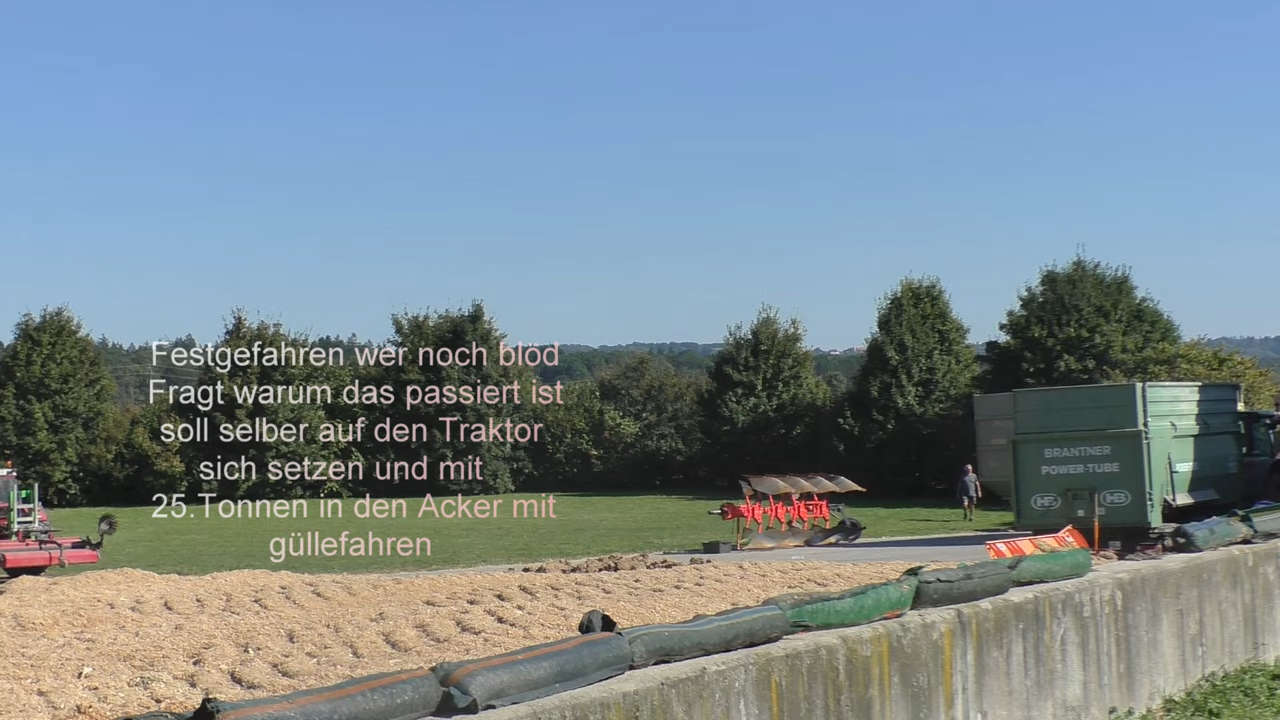 Festgefahren wer noch blöd
Fragt warum das passiert ist
soll selber auf den Traktor
sich setzen und mit
25.Tonnen in den Acker mit
güllefahren
BRANTNER
POWER-TUBE